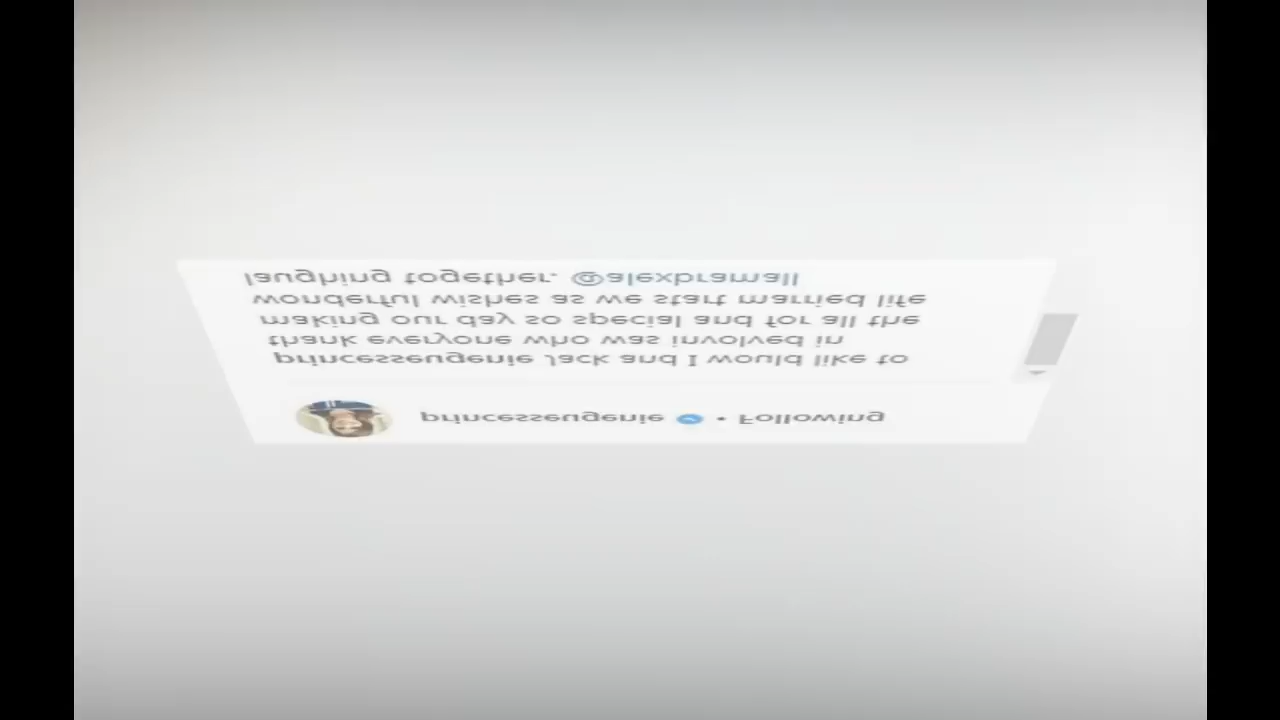 princesseugenie • Following
princesseugenie Jack and I would like to
thank everyone who was involved in
making our day so special and for all the
wonderful wishes as we start married life
laughing together. @alexbramall